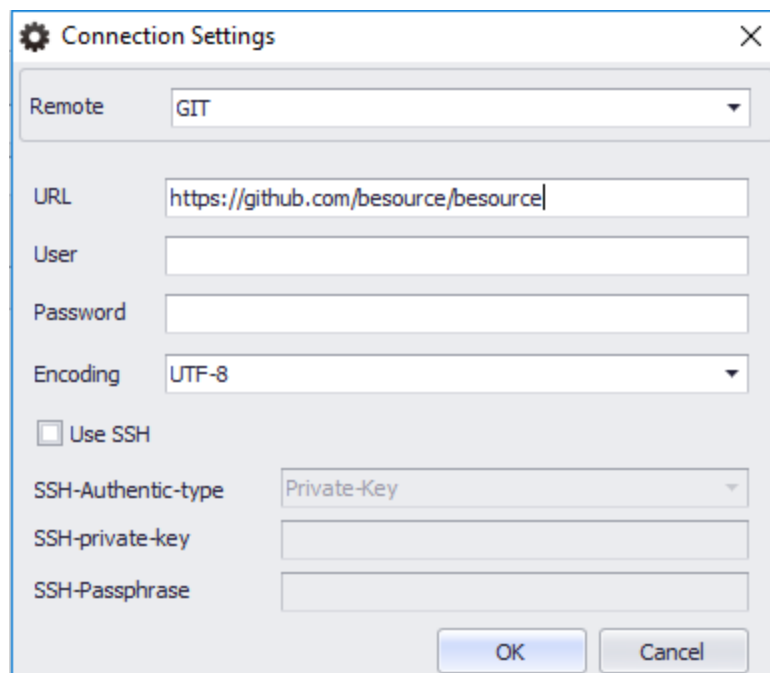 Connection Settings
Remote GIT
URL https://github.com/besource/besource
User
Password
Encoding UTF-8
Use SSH
SSH-Authentic-type Private-Key
SSH-private-key
SSH-Passphrase
OK Cancel